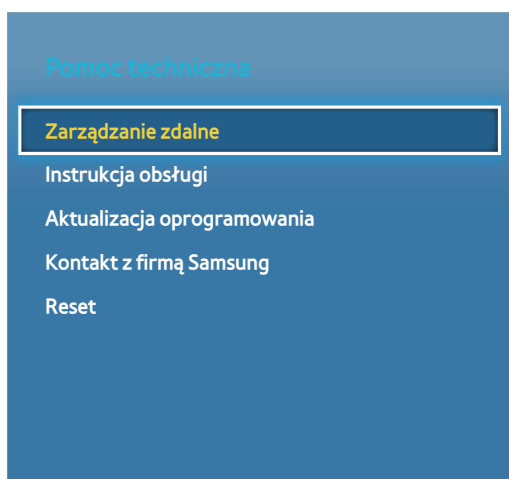 Pomoc techniczna
Zarządzanie zdalne
Instrukcja obsługi
Aktualizacja oprogramowania
Kontakt z firmą Samsung
Reset